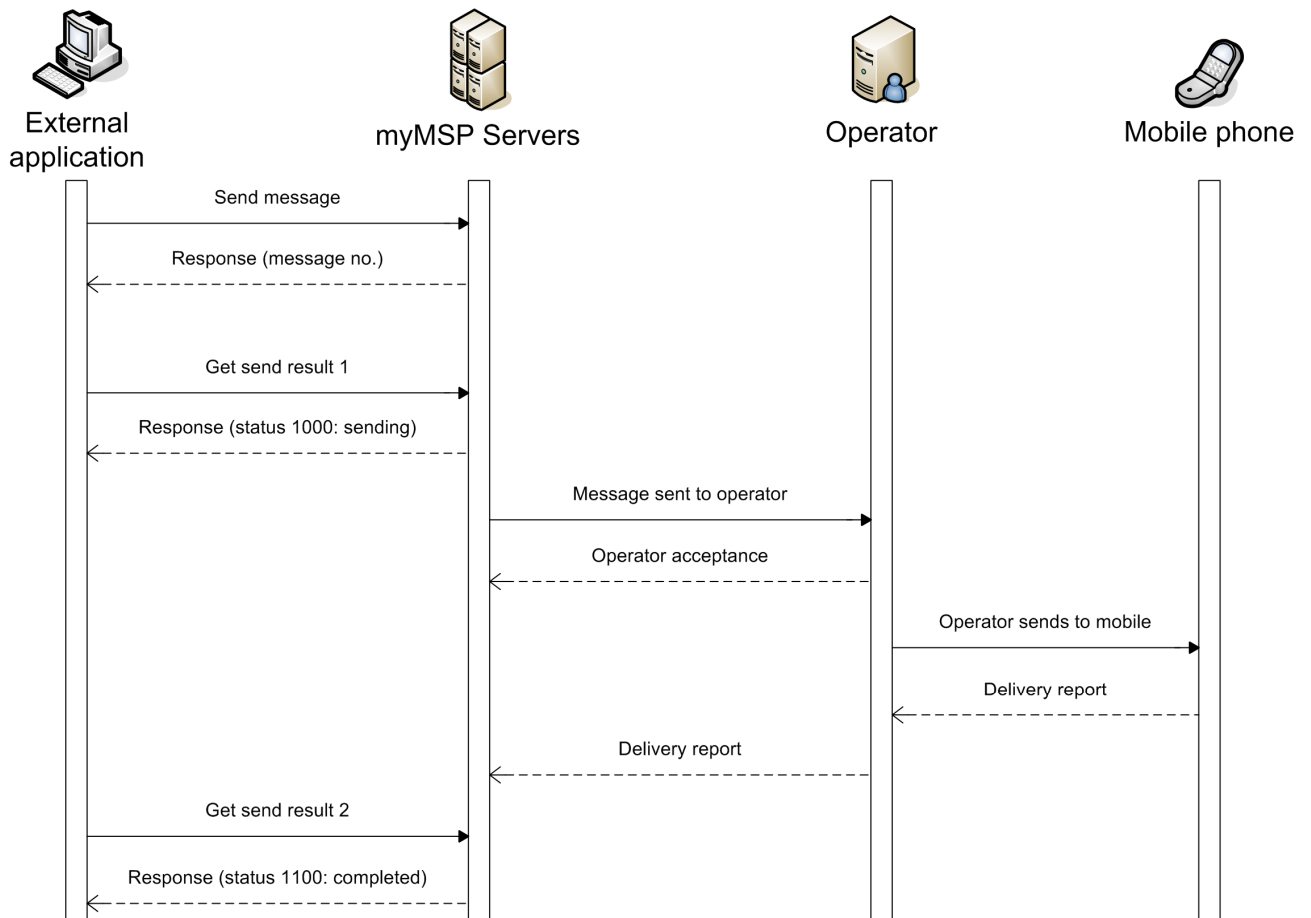 External
application
myMSP Servers
Operator
Mobile phone
Send message
Response (message no.)
Get send result 1
Response (status 1000: sending)
Message sent to operator
Operator acceptance
Operator sends to mobile
Delivery report
Delivery report
Get send result 2
Response (status 1100: completed)